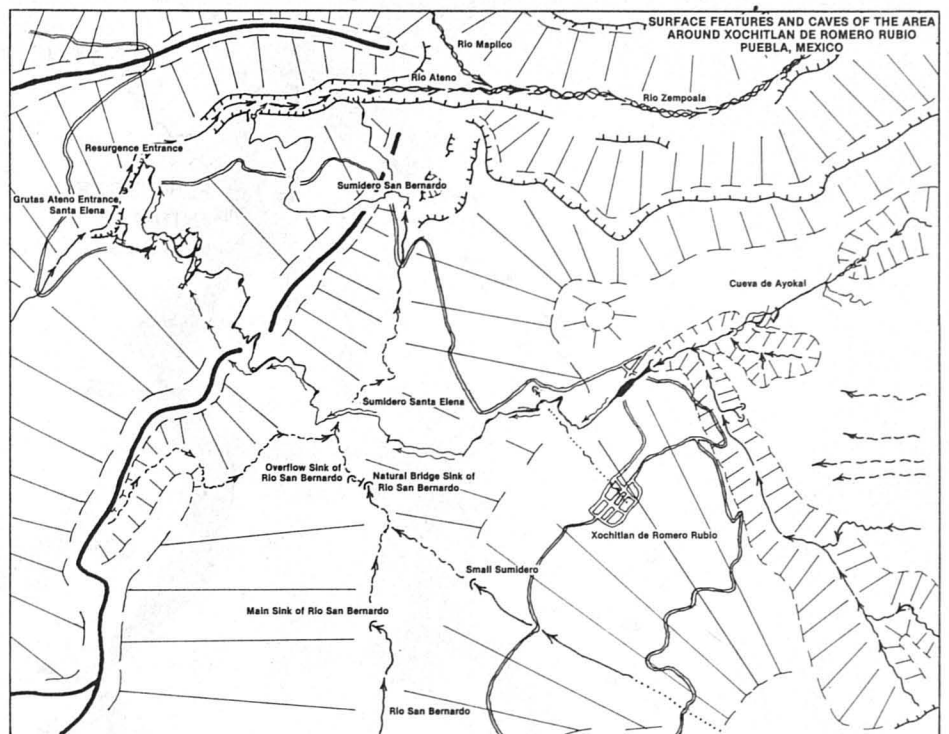 SURFACE FEATURES AND CAVES OF THE AREA
AROUND XOCHITLAN DE ROMERO RUBIO
PUEBLA, MEXICO
Rio Maplico
Rio Ateno
Rio Zempoala
Resurgence Entrance
Sumidero San Bernardo
Grutas Ateno Entrance,
Santa Elena
Cueva de Ayokal
Sumidero Santa Elena
Overflow Sink of
Rio San Bernardo
Natural Bridge Sink of
Rio San Bernardo
Xochitlan de Romero Rubio
Small Sumidero
Main Sink of Rio San Bernardo
Rio San Bernardo